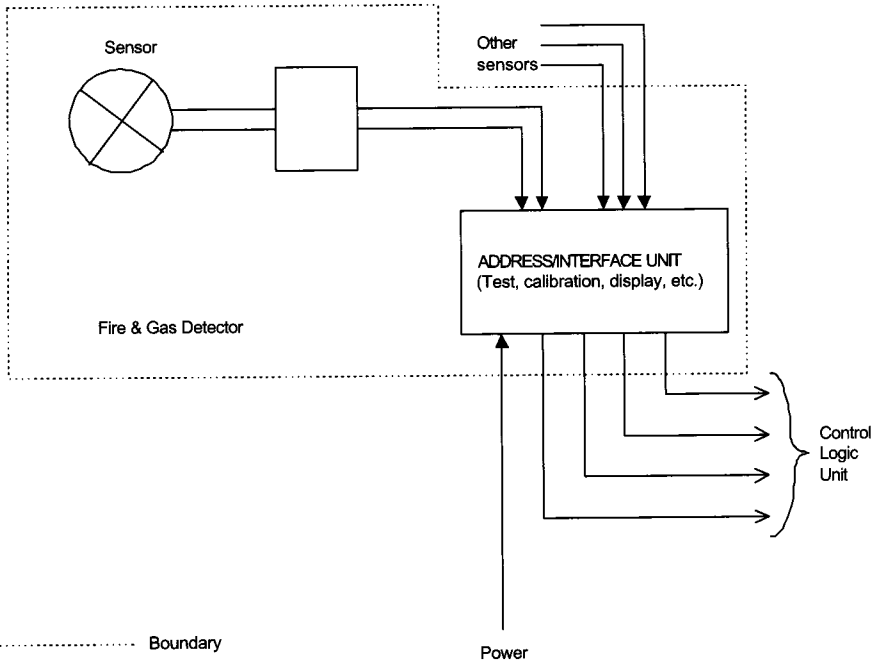 Sensor
Other
sensors
ADDRESS/INTERFACE UNIT
(Test, calibration, display, etc.)
Fire & Gas Detector
Control
Logic
Unit
Boundary
Power